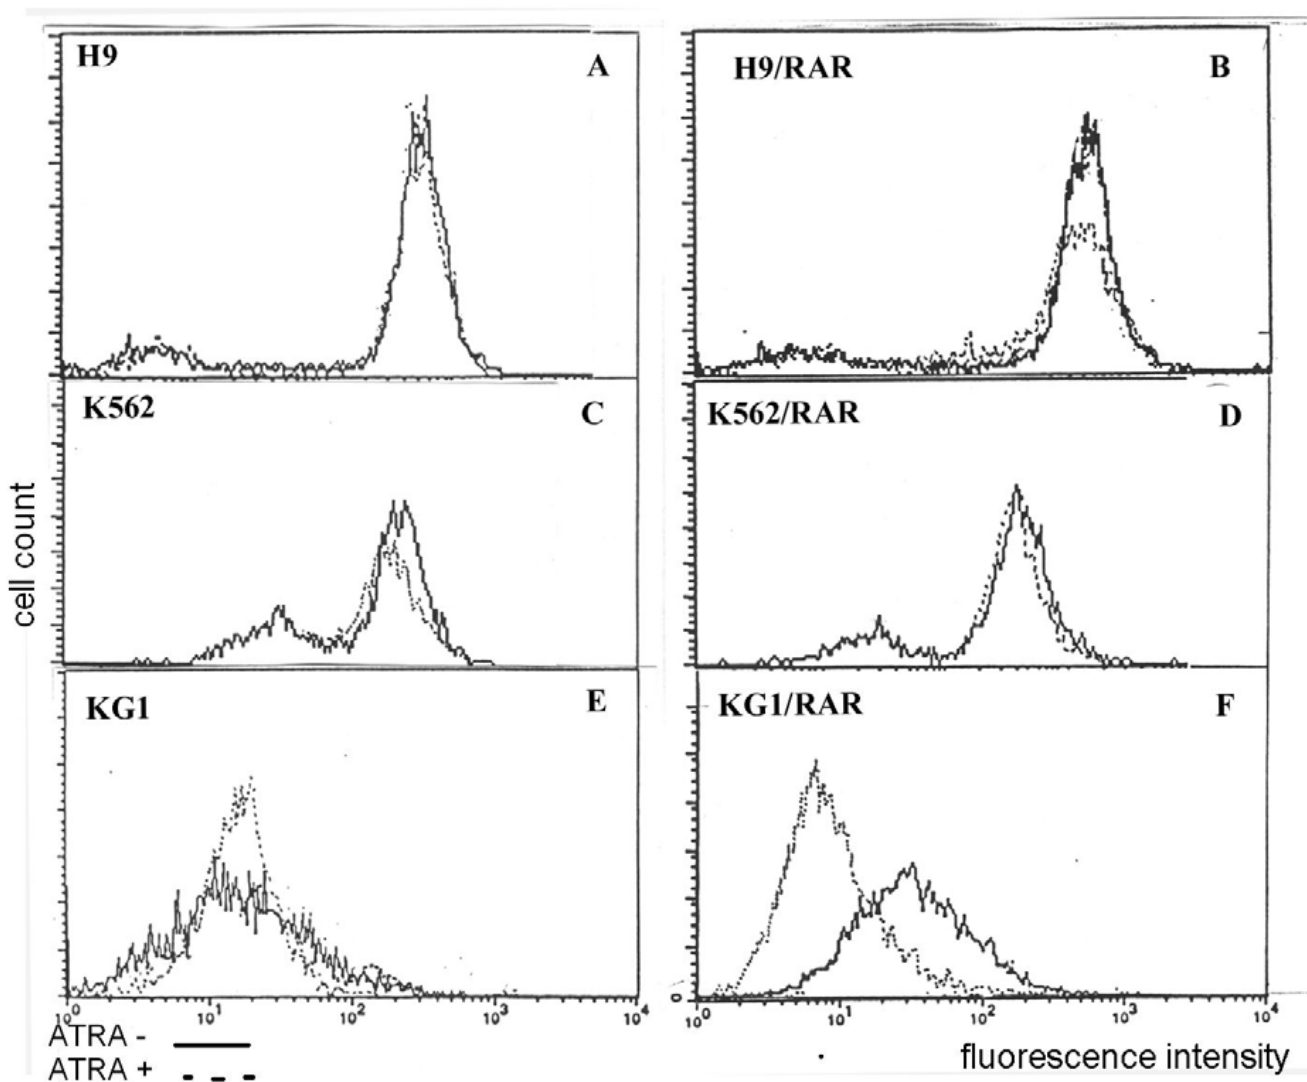 H9 A
H9/RAR B
K562 C
K562/RAR D
KG1 E
KG1/RAR F
cell count
0
10⁰ 10¹ 10² 10³ 10⁴
10⁰ 10¹ 10² 10³ 10⁴
ATRA -
ATRA +
fluorescence intensity